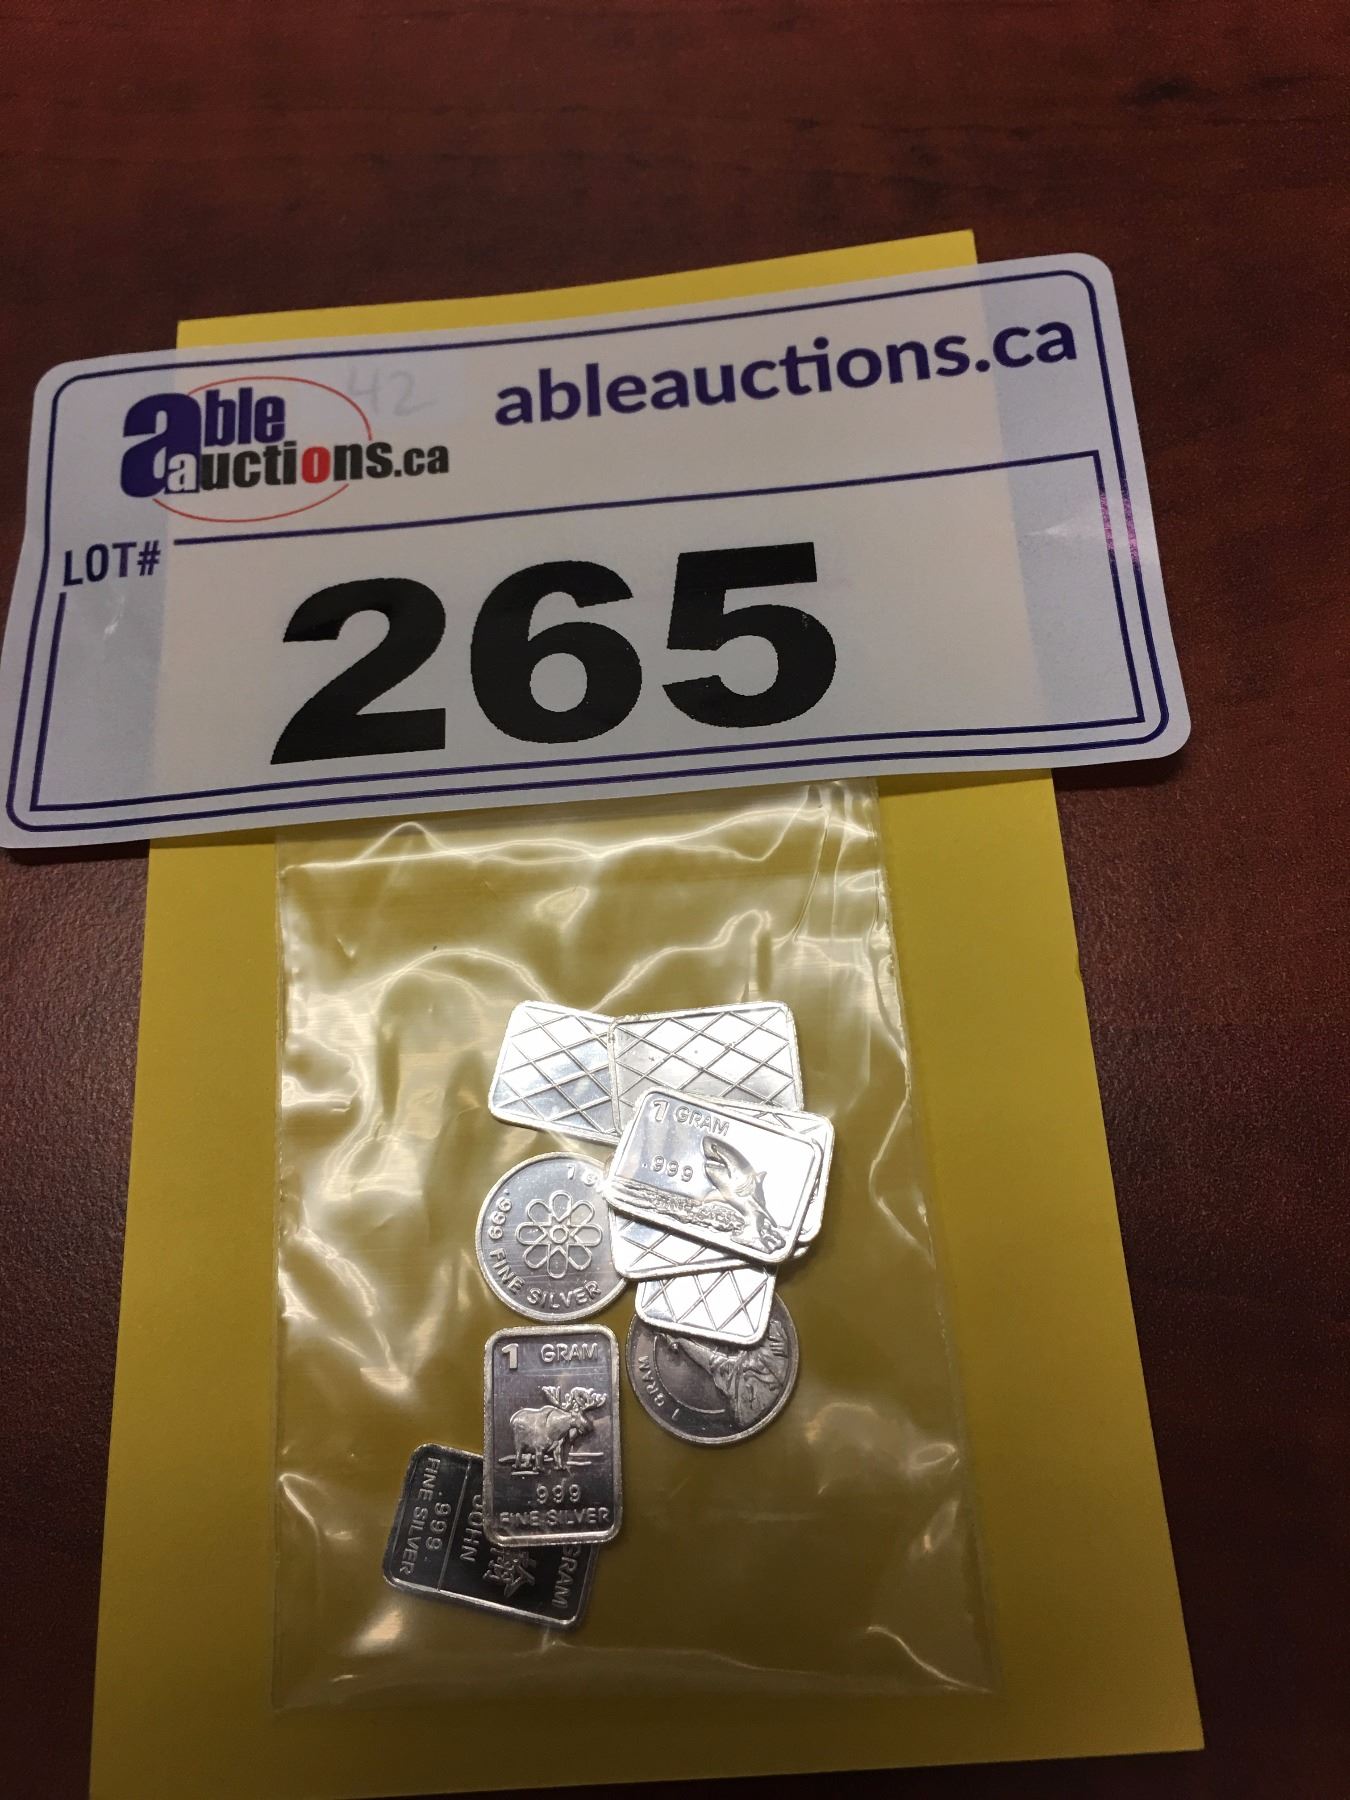 42
able
auctions.ca
ableauctions.ca
LOT#
265
1 GRAM
.999
1 G
.999
FINE SILVER
1 GRAM
1 GRAM
.999
FINE SILVER
GRAM
JOHN
.999
FINE SILVER